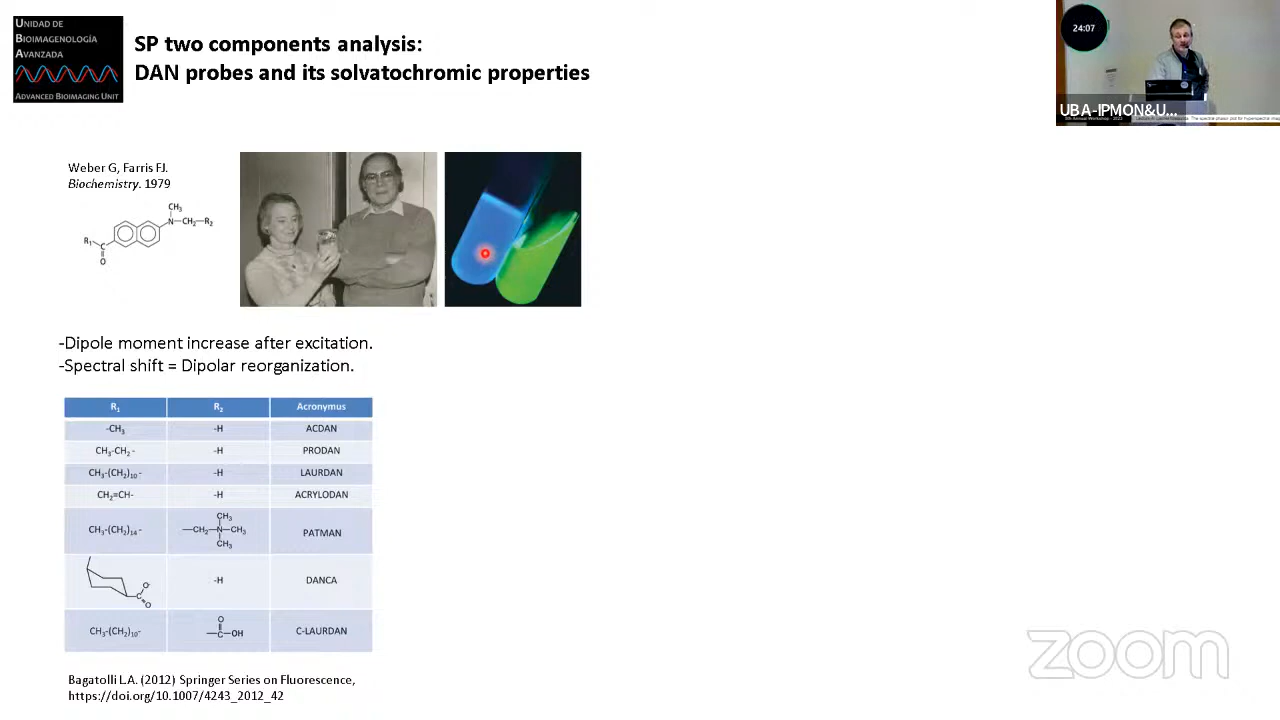 UNIDAD DE
BIOIMAGENOLOGÍA
AVANZADA
ADVANCED BIOIMAGING UNIT
SP two components analysis:
DAN probes and its solvatochromic properties
24:07
UBA-IPMON&U...
Weber G, Farris FJ.
Biochemistry. 1979
CH₃
N—CH₂—R₂
R₁
C
O
-Dipole moment increase after excitation.
-Spectral shift = Dipolar reorganization.
R₁ R₂ Acronymus
-CH₃ -H ACDAN
CH₃-CH₂- -H PRODAN
CH₃-(CH₂)₁₀- -H LAURDAN
CH₂=CH- -H ACRYLODAN
CH₃
CH₃-(CH₂)₁₄- —CH₂—N—CH₃ PATMAN
CH₃
-H DANCA
O-
C
O
O
CH₃-(CH₂)₁₀- —C—OH C-LAURDAN
Bagatolli L.A. (2012) Springer Series on Fluorescence,
https://doi.org/10.1007/4243_2012_42
zoom